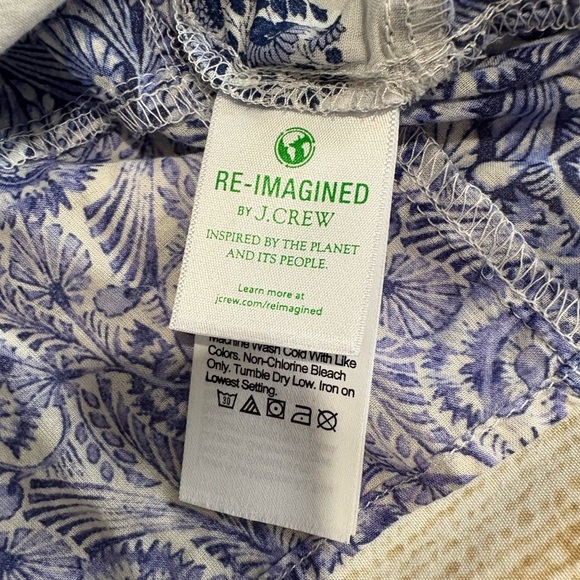 RE-IMAGINED
BY J.CREW
INSPIRED BY THE PLANET
AND ITS PEOPLE.
Learn more at
jcrew.com/reimagined
Machine Wash Cold With Like
Colors. Non-Chlorine Bleach
Only. Tumble Dry Low. Iron on
Lowest Setting.
30